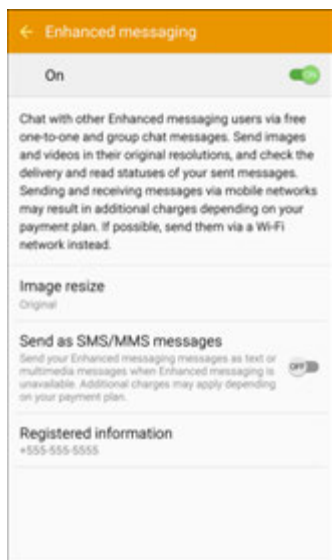 Enhanced messaging
On
ON
Chat with other Enhanced messaging users via free
one-to-one and group chat messages. Send images
and videos in their original resolutions, and check the
delivery and read statuses of your sent messages.
Sending and receiving messages via mobile networks
may result in additional charges depending on your
payment plan. If possible, send them via a Wi-Fi
network instead.
Image resize
Original
Send as SMS/MMS messages
Send your Enhanced messaging messages as text or
multimedia messages when Enhanced messaging is
unavailable. Additional charges may apply depending
on your payment plan.
OFF
Registered information
+555-555-5555